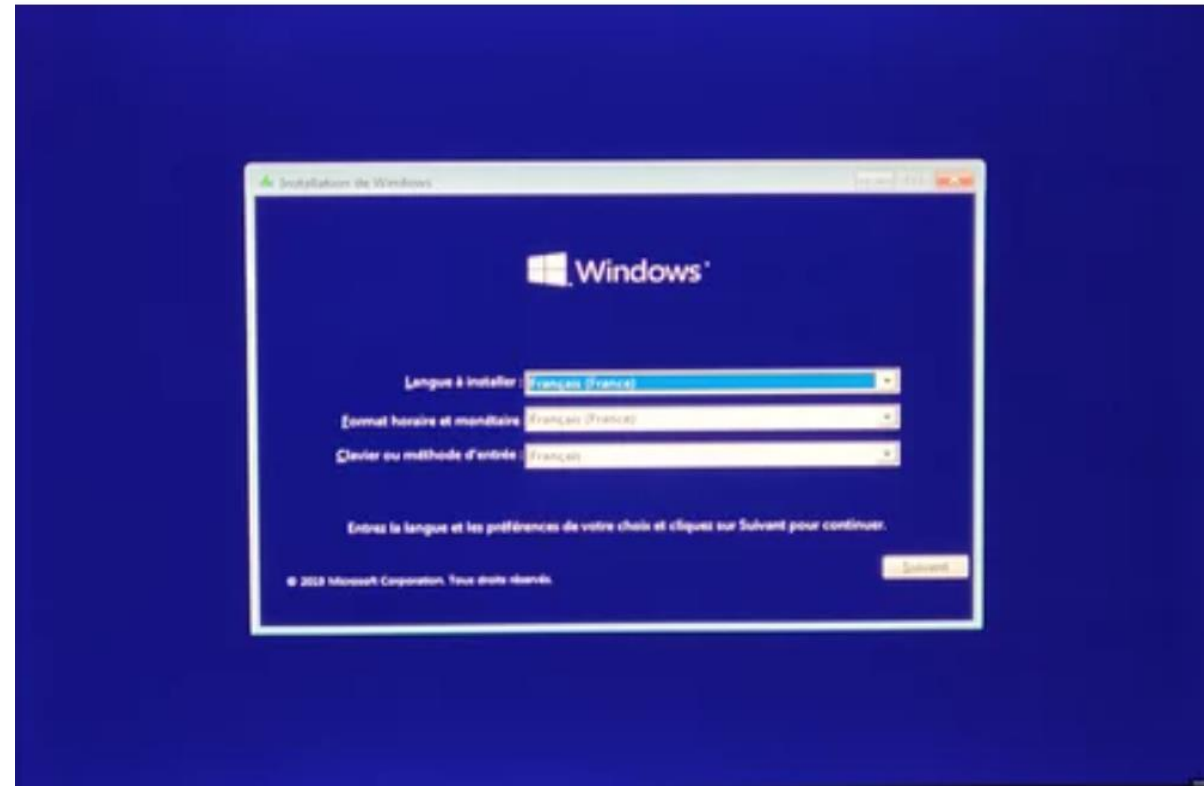 Installation de Windows
Windows
Langue à installer : Français (France)
Format horaire et monétaire Français (France)
Clavier ou méthode d'entrée : Français
Entrez la langue et les préférences de votre choix et cliquez sur Suivant pour continuer.
Suivant
© Microsoft Corporation. Tous droits réservés.